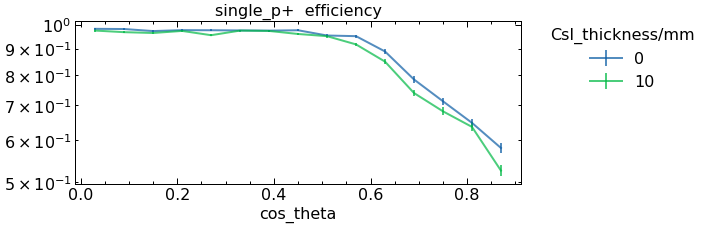 single_p+ efficiency
10⁰
9 × 10⁻¹
8 × 10⁻¹
7 × 10⁻¹
6 × 10⁻¹
5 × 10⁻¹
0.0 0.2 0.4 0.6 0.8
cos_theta
CsI_thickness/mm
0
10